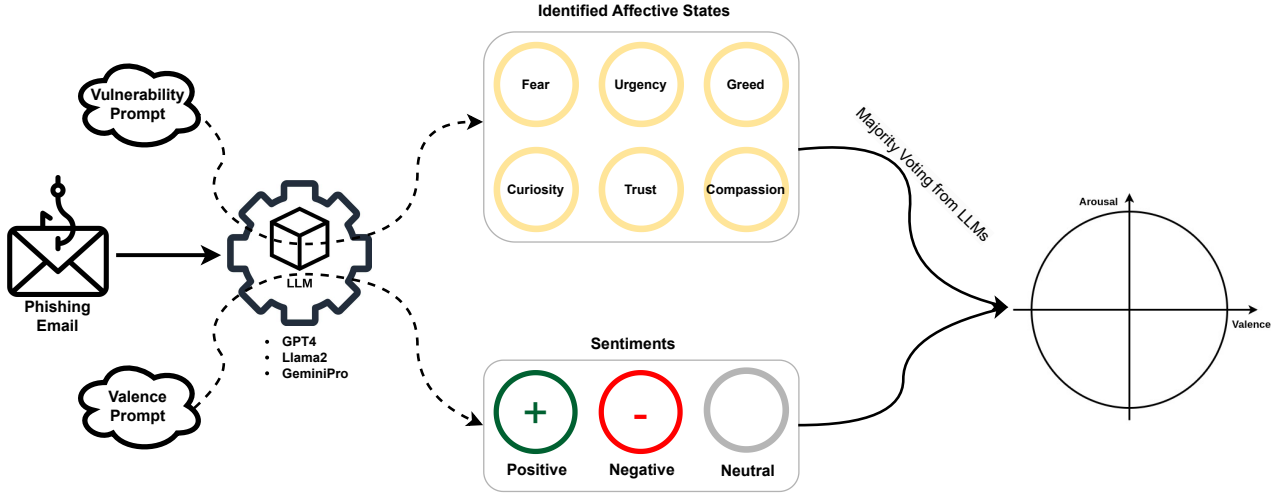 Identified Affective States
Vulnerability
Prompt
Fear
Urgency
Greed
Curiosity
Trust
Compassion
Majority Voting from LLMs
Phishing
Email
LLM
• GPT4
• Llama2
• GeminiPro
Valence
Prompt
Sentiments
+
-
Positive
Negative
Neutral
Arousal
Valence